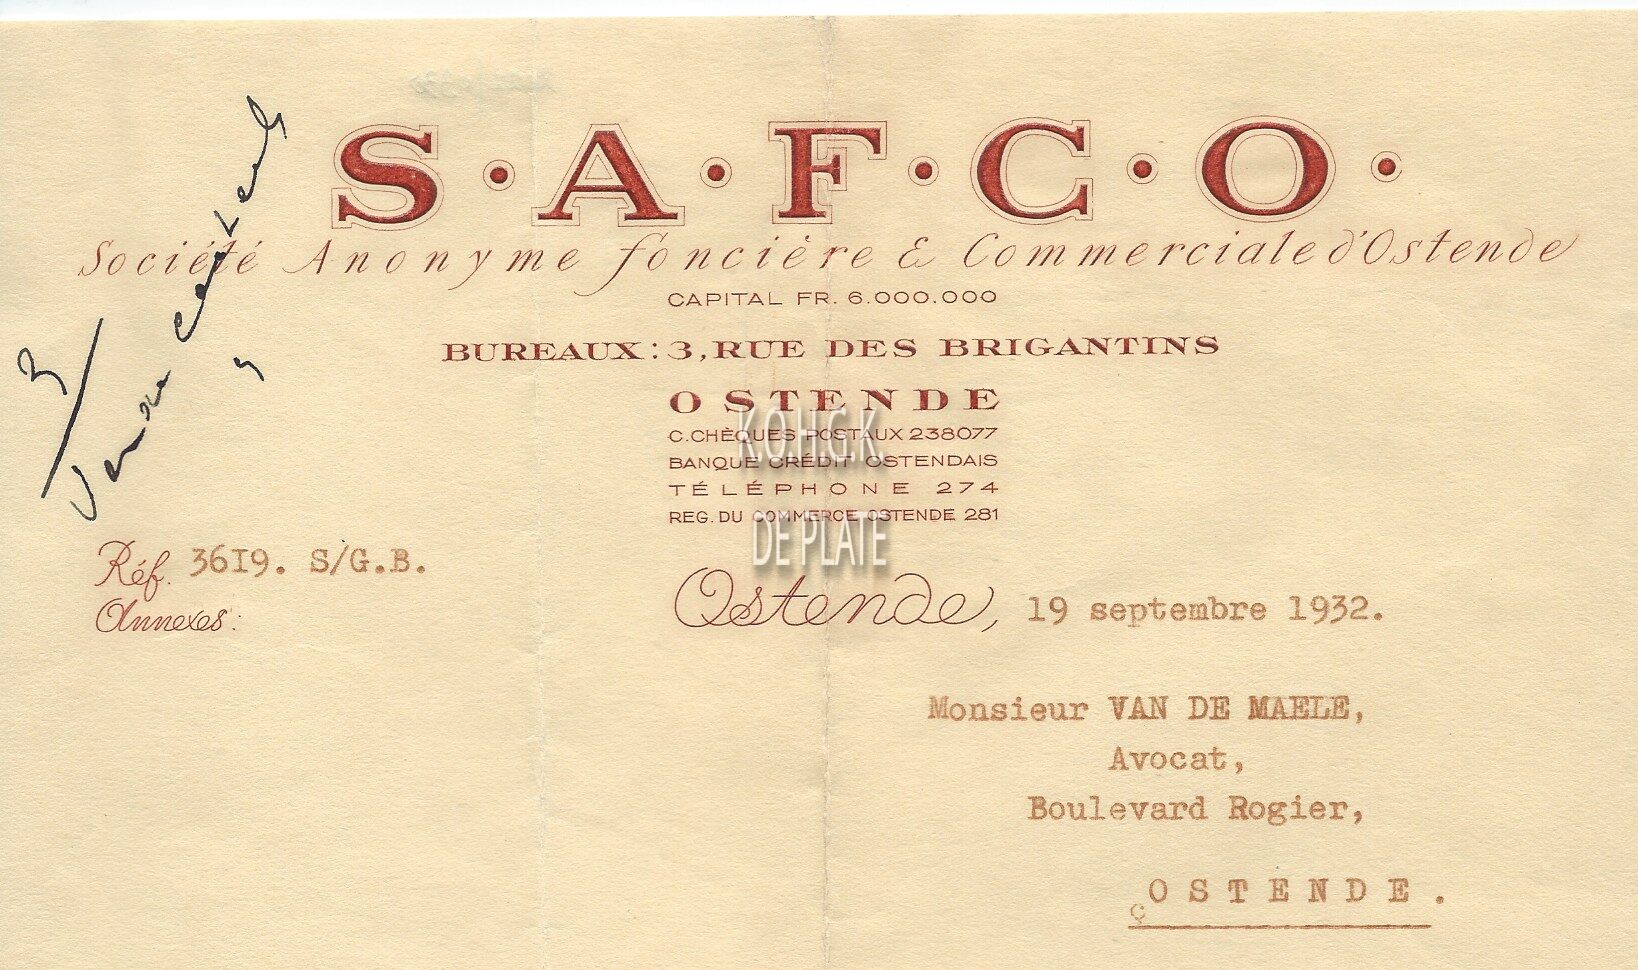 S·A·F·C·O·
Société Anonyme foncière & Commerciale d'Ostende
CAPITAL FR. 6.000.000
BUREAUX: 3, RUE DES BRIGANTINS
OSTENDE
C. CHÈQUES POSTAUX 238077
BANQUE CRÉDIT OSTENDAIS
TÉLÉPHONE 274
REG. DU COMMERCE OSTENDE 281
K.O.H.G.K.
DE PLATE
Réf. 3619. S/G.B.
Annexes:
Ostende, 19 septembre 1932.
Monsieur VAN DE MAELE,
Avocat,
Boulevard Rogier,
OSTENDE.